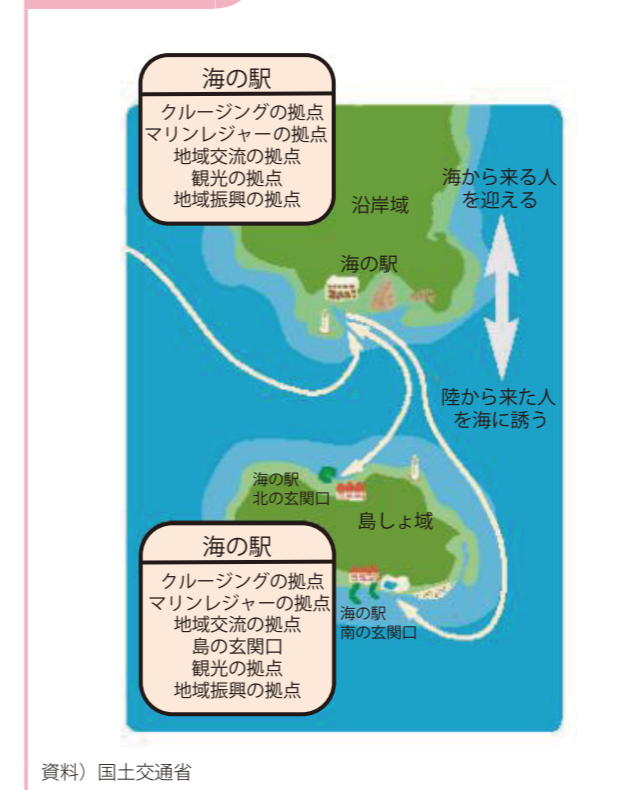 海の駅
クルージングの拠点
マリンレジャーの拠点
地域交流の拠点
観光の拠点
地域振興の拠点
沿岸域
海から来る人
を迎える
海の駅
陸から来た人
を海に誘う
海の駅
北の玄関口
島しょ域
海の駅
クルージングの拠点
マリンレジャーの拠点
地域交流の拠点
島の玄関口
観光の拠点
地域振興の拠点
海の駅
南の玄関口
資料）国土交通省